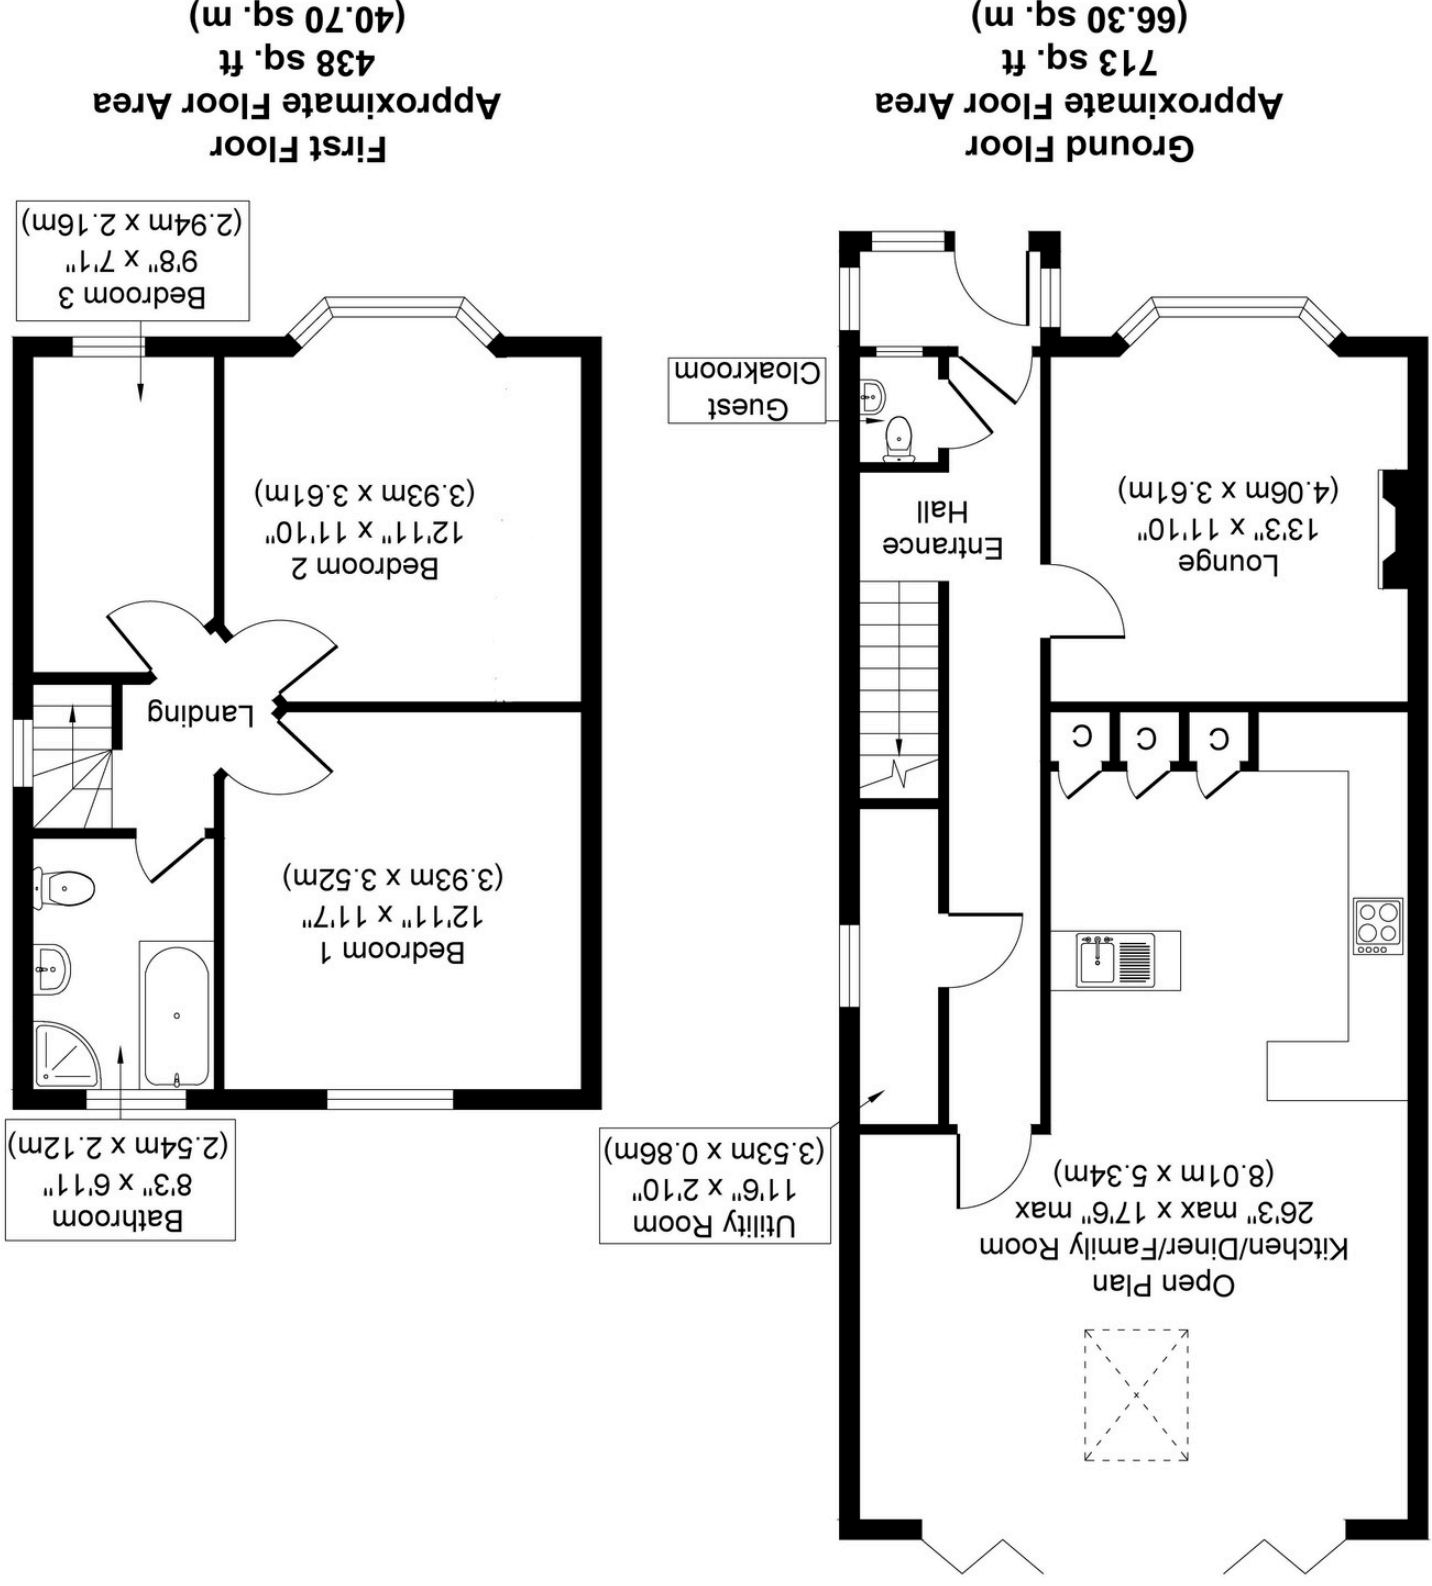 Open Plan
Kitchen/Diner/Family Room
26'3" max x 17'6" max
(8.01m x 5.34m)
Utility Room
11'6" x 2'10"
(3.53m x 0.86m)
C
C
C
Lounge
13'3" x 11'10"
(4.06m x 3.61m)
Entrance
Hall
Guest
Cloakroom
Ground Floor
Approximate Floor Area
713 sq. ft
(66.30 sq. m)
Bathroom
8'3" x 6'11"
(2.54m x 2.12m)
Bedroom 1
12'11" x 11'7"
(3.93m x 3.52m)
Landing
Bedroom 2
12'11" x 11'10"
(3.93m x 3.61m)
Bedroom 3
9'8" x 7'1"
(2.94m x 2.16m)
First Floor
Approximate Floor Area
438 sq. ft
(40.70 sq. m)